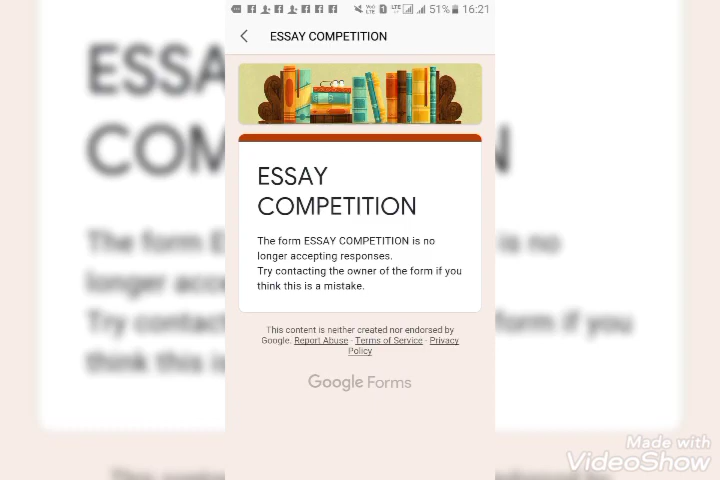 51% 16:21
ESSAY COMPETITION
ESSAY
COMPETITION
The form ESSAY COMPETITION is no
longer accepting responses.
Try contacting the owner of the form if you
think this is a mistake.
This content is neither created nor endorsed by
Google. Report Abuse - Terms of Service - Privacy
Policy
Google Forms
Made with
VideoShow